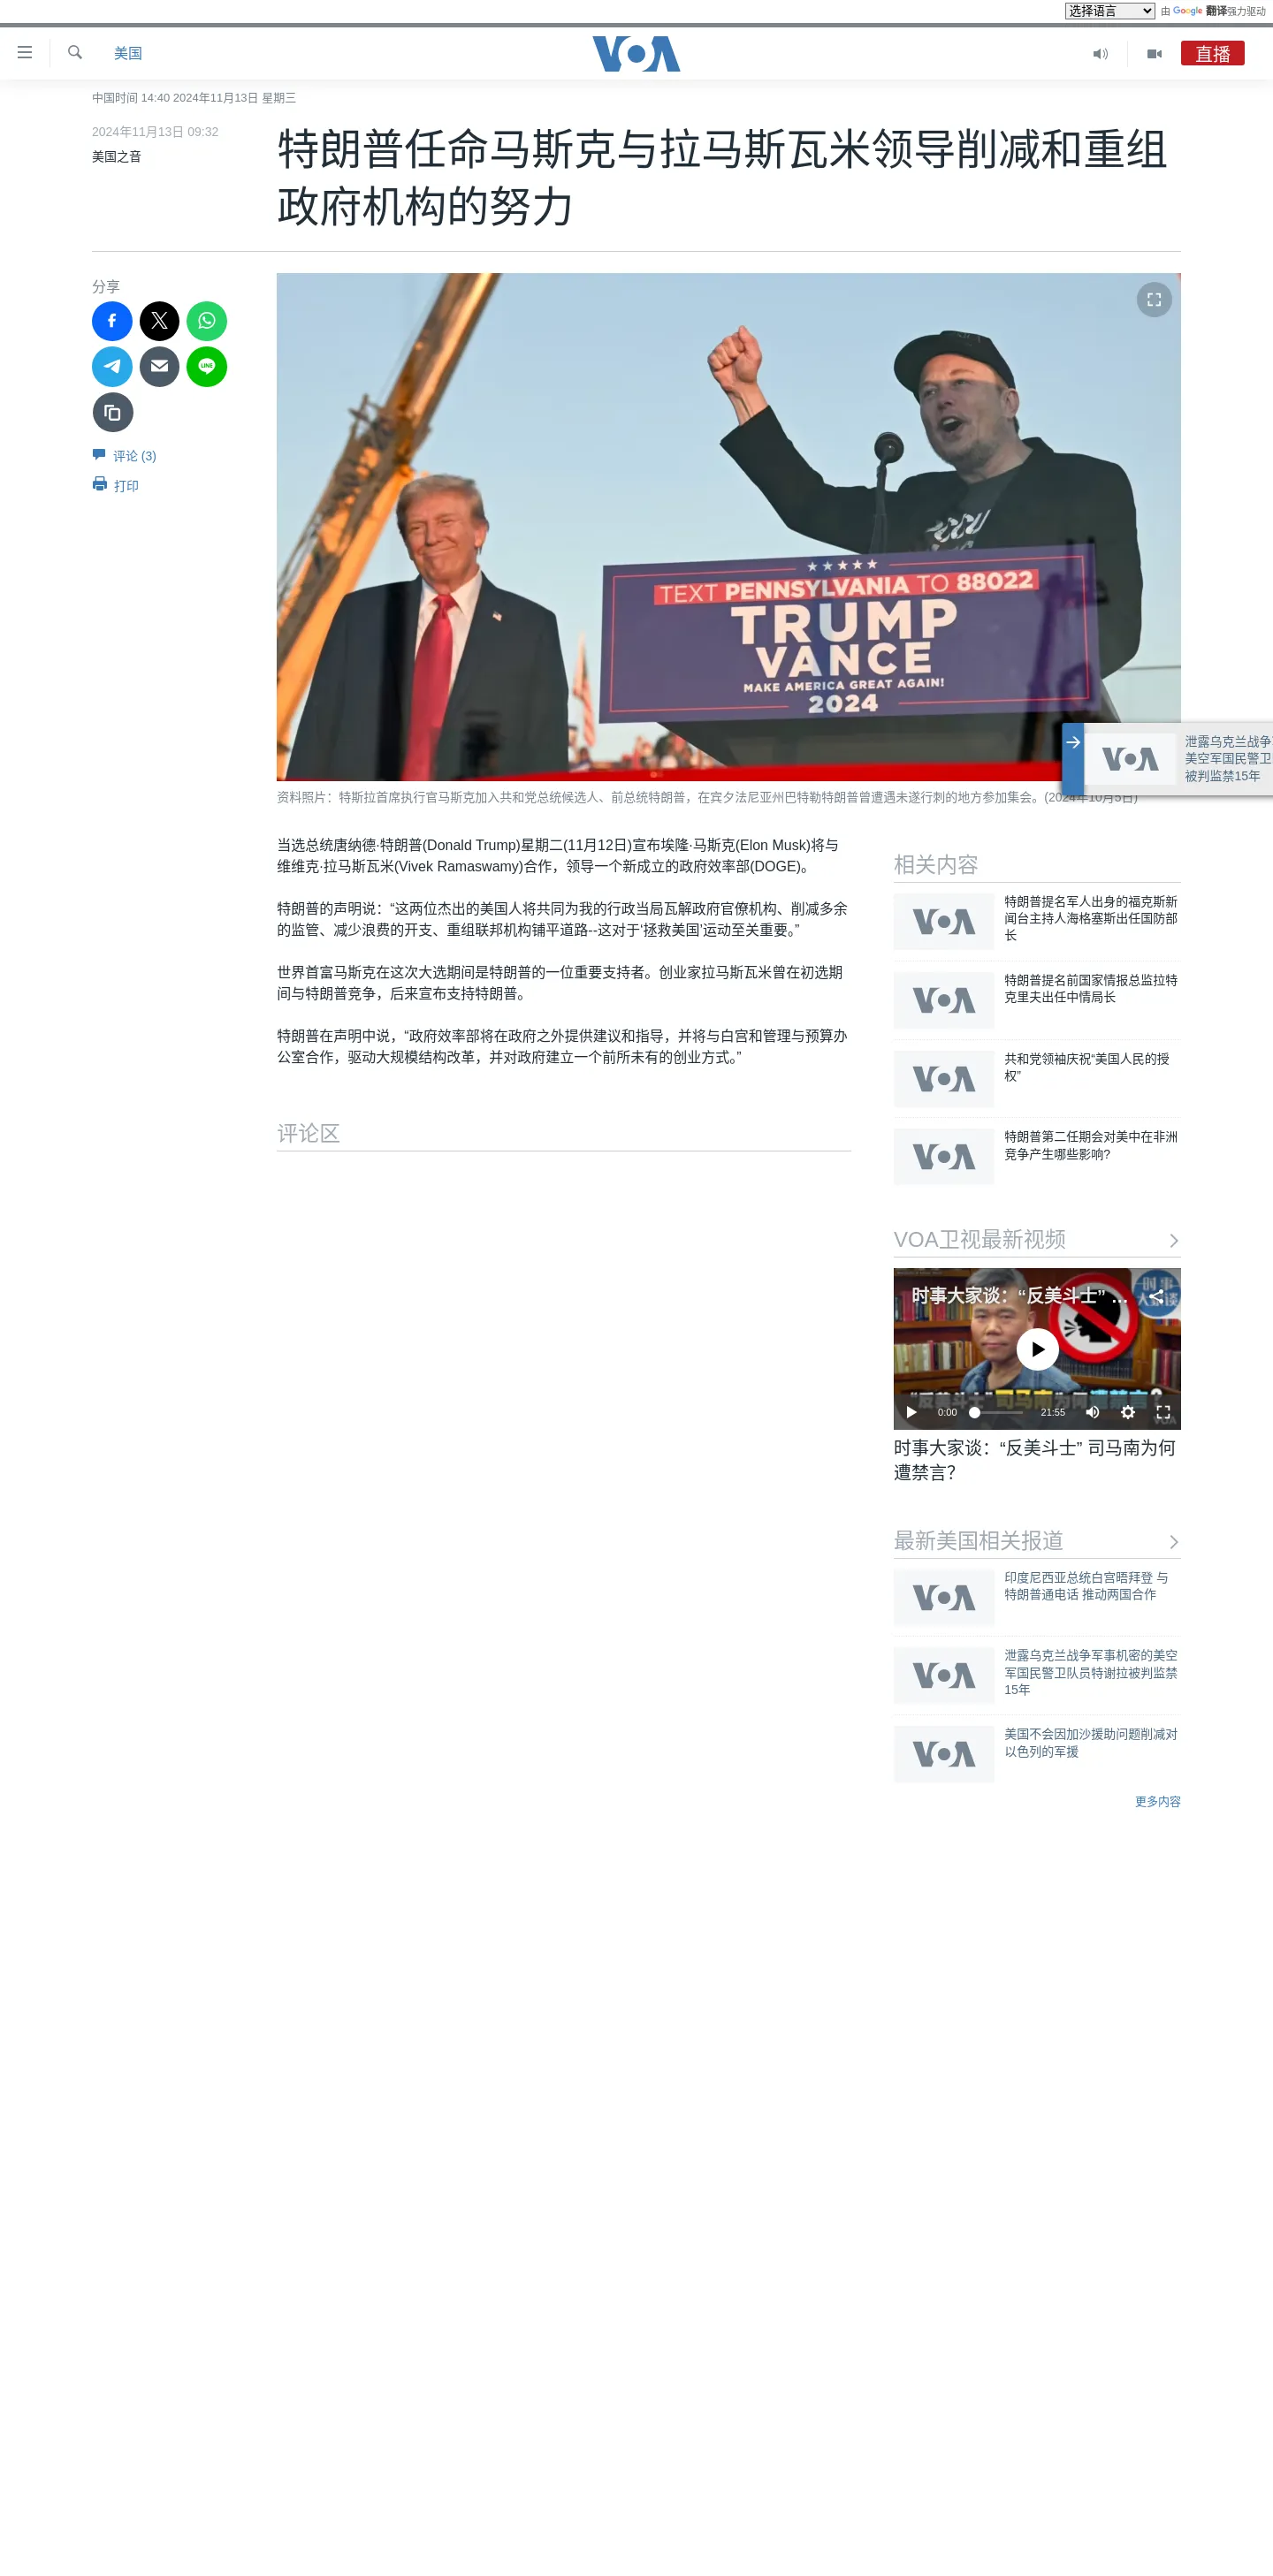 选择语言
由 Google 翻译强力驱动
美国
VOA
直播
中国时间 14:40 2024年11月13日 星期三
2024年11月13日 09:32
美国之音
特朗普任命马斯克与拉马斯瓦米领导削减和重组
政府机构的努力
分享
LINE
评论 (3)
打印
TEXT PENNSYLVANIA TO 88022
TRUMP
VANCE
MAKE AMERICA GREAT AGAIN!
2024
VOA
泄露乌克兰战争
美空军国民警卫
被判监禁15年
资料照片：特斯拉首席执行官马斯克加入共和党总统候选人、前总统特朗普，在宾夕法尼亚州巴特勒特朗普曾遭遇未遂行刺的地方参加集会。(2024年10月5日)
当选总统唐纳德·特朗普(Donald Trump)星期二(11月12日)宣布埃隆·马斯克(Elon Musk)将与
维维克·拉马斯瓦米(Vivek Ramaswamy)合作，领导一个新成立的政府效率部(DOGE)。
特朗普的声明说：“这两位杰出的美国人将共同为我的行政当局瓦解政府官僚机构、削减多余
的监管、减少浪费的开支、重组联邦机构铺平道路--这对于‘拯救美国’运动至关重要。”
世界首富马斯克在这次大选期间是特朗普的一位重要支持者。创业家拉马斯瓦米曾在初选期
间与特朗普竞争，后来宣布支持特朗普。
特朗普在声明中说，“政府效率部将在政府之外提供建议和指导，并将与白宫和管理与预算办
公室合作，驱动大规模结构改革，并对政府建立一个前所未有的创业方式。”
评论区
相关内容
VOA
特朗普提名军人出身的福克斯新
闻台主持人海格塞斯出任国防部
长
VOA
特朗普提名前国家情报总监拉特
克里夫出任中情局长
VOA
共和党领袖庆祝“美国人民的授
权”
VOA
特朗普第二任期会对美中在非洲
竞争产生哪些影响?
VOA卫视最新视频
时事大家谈：“反美斗士” ...
时事
大家谈
“反美斗士”司马南为何遭禁言?
0:00
21:55
VOA
时事大家谈：“反美斗士” 司马南为何
遭禁言？
最新美国相关报道
VOA
印度尼西亚总统白宫晤拜登 与
特朗普通电话 推动两国合作
VOA
泄露乌克兰战争军事机密的美空
军国民警卫队员特谢拉被判监禁
15年
VOA
美国不会因加沙援助问题削减对
以色列的军援
更多内容